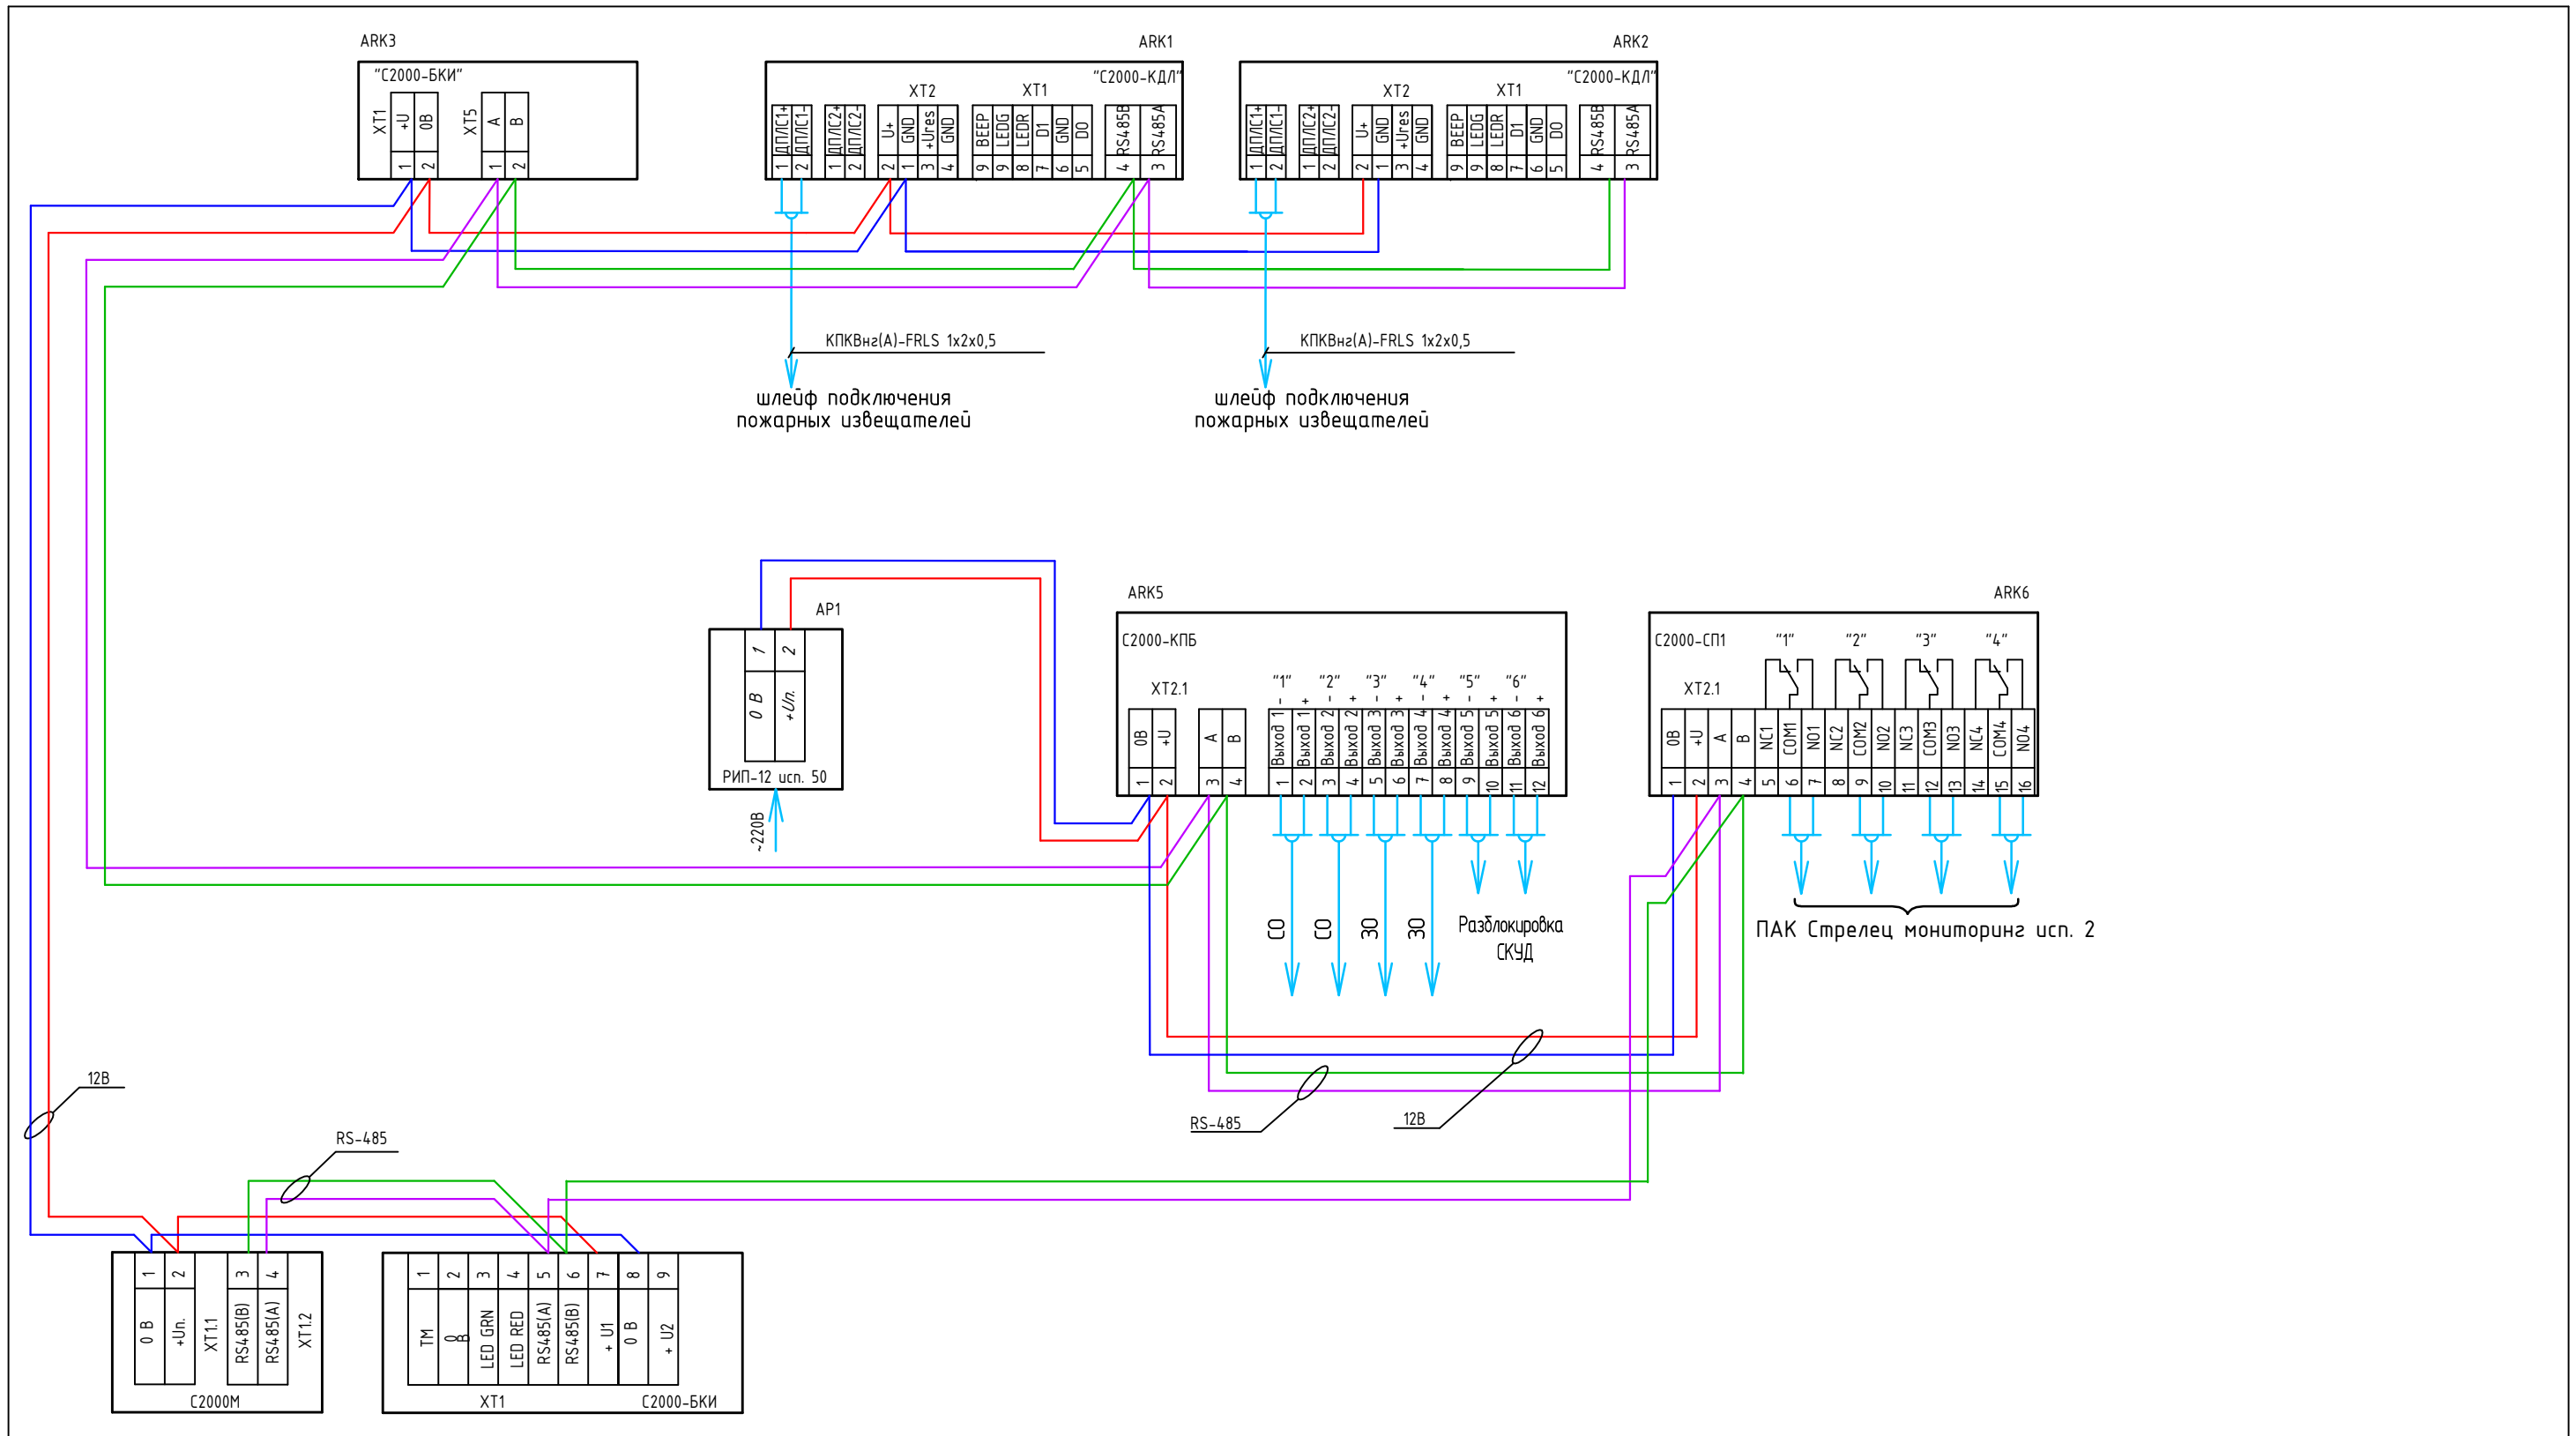 ARK3
"С2000-БКИ"
XT1
+U
0В
1
2
XT5
A
B
1
2
ARK1
"С2000-КДЛ"
XT2
XT1
ДПЛС1+
ДПЛС1-
ДПЛС2+
ДПЛС2-
U+
GND
+Ures
GND
BEEP
LEDG
LEDR
D1
GND
D0
RS485B
RS485A
1
2
1
2
2
1
3
4
9
9
8
7
6
5
4
3
ARK2
"С2000-КДЛ"
XT2
XT1
ДПЛС1+
ДПЛС1-
ДПЛС2+
ДПЛС2-
U+
GND
+Ures
GND
BEEP
LEDG
LEDR
D1
GND
D0
RS485B
RS485A
1
2
1
2
2
1
3
4
9
9
8
7
6
5
4
3
КПКВнг(А)-FRLS 1x2x0,5
КПКВнг(А)-FRLS 1x2x0,5
шлейф подключения
пожарных извещателей
шлейф подключения
пожарных извещателей
AP1
1
2
0 В
+Uп.
РИП-12 исп. 50
~220В
ARK5
С2000-КПБ
XT2.1
"1"
"2"
"3"
"4"
"5"
"6"
- + - + - + - + - + - +
0В
+U
A
B
Выход 1
Выход 1
Выход 2
Выход 2
Выход 3
Выход 3
Выход 4
Выход 4
Выход 5
Выход 5
Выход 6
Выход 6
1
2
3
4
1
2
3
4
5
6
7
8
9
10
11
12
СО
СО
ЗО
ЗО
Разблокировка
СКУД
ARK6
С2000-СП1
"1"
"2"
"3"
"4"
XT2.1
0В
+U
A
B
NC1
COM1
NO1
NC2
COM2
NO2
NC3
COM3
NO3
NC4
COM4
NO4
1
2
3
4
5
6
7
8
9
10
11
12
13
14
15
16
ПАК Стрелец мониторинг исп. 2
12В
RS-485
RS-485
12В
1
2
3
4
0 В
+Uп.
XT1.1
RS485(B)
RS485(A)
XT1.2
С2000М
1
2
3
4
5
6
7
8
9
TM
0 В
LED GRN
LED RED
RS485(A)
RS485(B)
+ U1
0 В
+ U2
XT1
С2000-БКИ